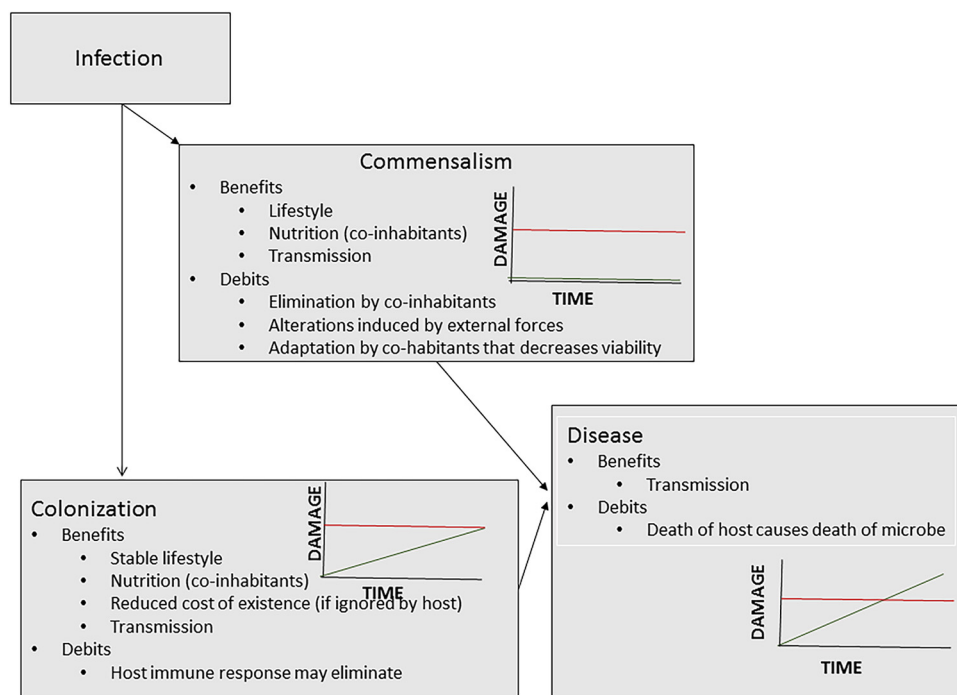 Infection
Commensalism
• Benefits
• Lifestyle
• Nutrition (co-inhabitants)
• Transmission
• Debits
• Elimination by co-inhabitants
• Alterations induced by external forces
• Adaptation by co-habitants that decreases viability
DAMAGE
TIME
Colonization
• Benefits
• Stable lifestyle
• Nutrition (co-inhabitants)
• Reduced cost of existence (if ignored by host)
• Transmission
• Debits
• Host immune response may eliminate
DAMAGE
TIME
Disease
• Benefits
• Transmission
• Debits
• Death of host causes death of microbe
DAMAGE
TIME